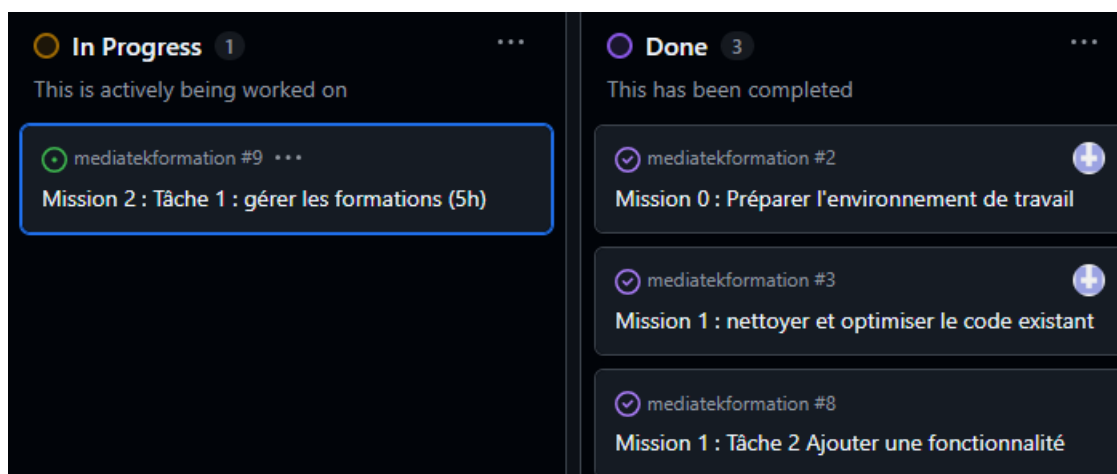 In Progress 1
This is actively being worked on
mediatekformation #9
Mission 2 : Tâche 1 : gérer les formations (5h)
Done 3
This has been completed
mediatekformation #2
Mission 0 : Préparer l'environnement de travail
mediatekformation #3
Mission 1 : nettoyer et optimiser le code existant
mediatekformation #8
Mission 1 : Tâche 2 Ajouter une fonctionnalité